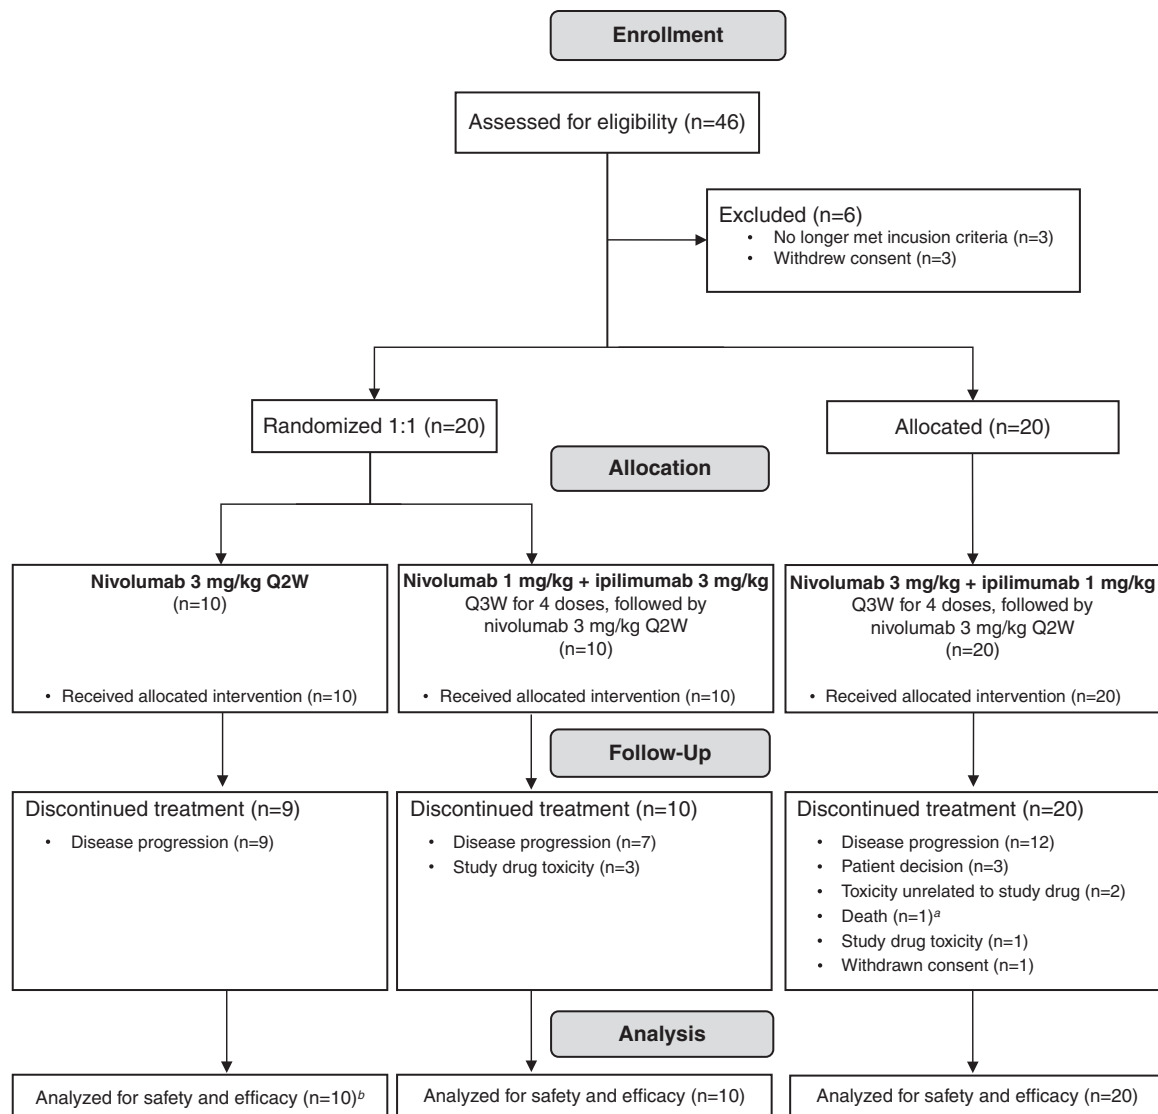 Enrollment
Assessed for eligibility (n=46)
Excluded (n=6)
• No longer met incusion criteria (n=3)
• Withdrew consent (n=3)
Randomized 1:1 (n=20)
Allocated (n=20)
Allocation
Nivolumab 3 mg/kg Q2W
(n=10)
• Received allocated intervention (n=10)
Nivolumab 1 mg/kg + ipilimumab 3 mg/kg
Q3W for 4 doses, followed by
nivolumab 3 mg/kg Q2W
(n=10)
• Received allocated intervention (n=10)
Nivolumab 3 mg/kg + ipilimumab 1 mg/kg
Q3W for 4 doses, followed by
nivolumab 3 mg/kg Q2W
(n=20)
• Received allocated intervention (n=20)
Follow-Up
Discontinued treatment (n=9)
• Disease progression (n=9)
Discontinued treatment (n=10)
• Disease progression (n=7)
• Study drug toxicity (n=3)
Discontinued treatment (n=20)
• Disease progression (n=12)
• Patient decision (n=3)
• Toxicity unrelated to study drug (n=2)
• Death (n=1)a
• Study drug toxicity (n=1)
• Withdrawn consent (n=1)
Analysis
Analyzed for safety and efficacy (n=10)b
Analyzed for safety and efficacy (n=10)
Analyzed for safety and efficacy (n=20)